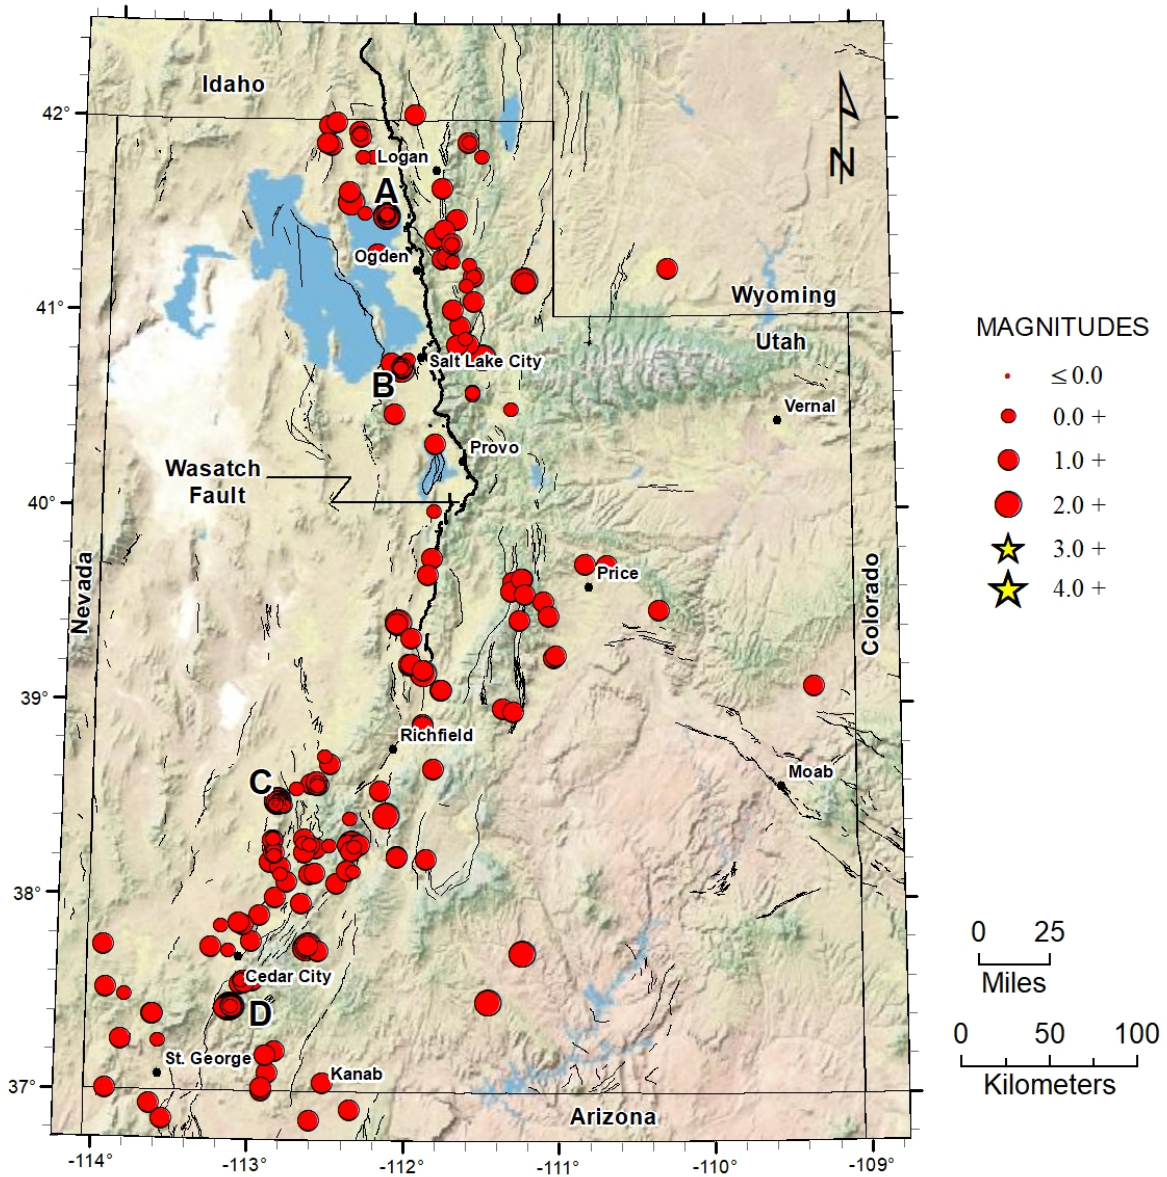 Idaho
42°
Logan
A
Ogden
41°
Wyoming
Utah
Salt Lake City
B
Vernal
Provo
Wasatch
Fault
40°
Nevada
Price
Colorado
39°
Richfield
Moab
C
38°
Cedar City
D
St. George
Kanab
37°
Arizona
-114°
-113°
-112°
-111°
-110°
-109°
N
MAGNITUDES
≤ 0.0
0.0 +
1.0 +
2.0 +
3.0 +
4.0 +
0 25
Miles
0 50 100
Kilometers